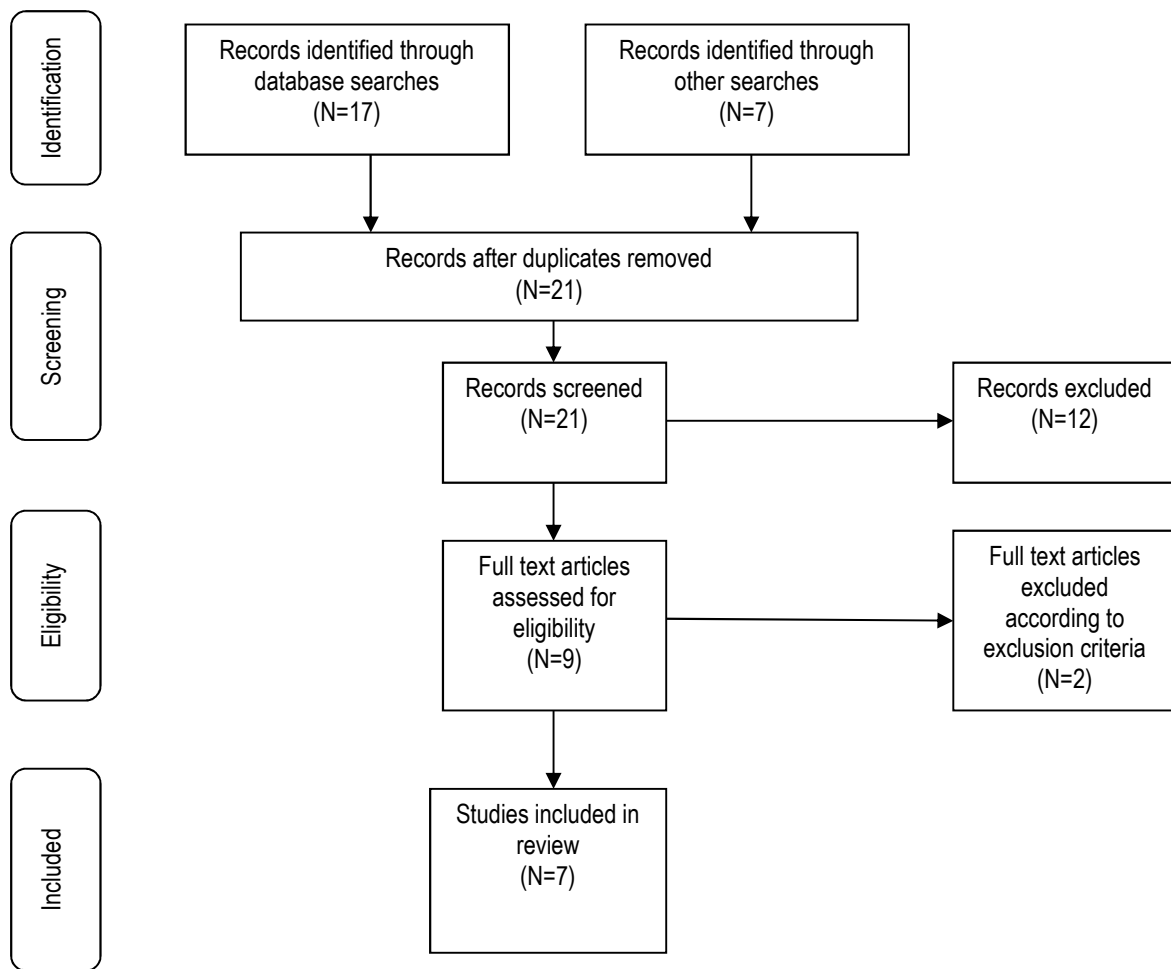 Identification
Records identified through
database searches
(N=17)
Records identified through
other searches
(N=7)
Screening
Records after duplicates removed
(N=21)
Records screened
(N=21)
Records excluded
(N=12)
Eligibility
Full text articles
assessed for
eligibility
(N=9)
Full text articles
excluded
according to
exclusion criteria
(N=2)
Included
Studies included in
review
(N=7)